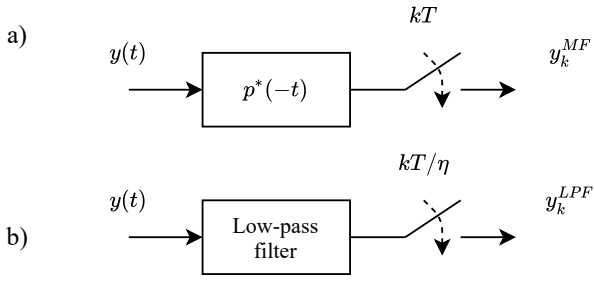 a)
y(t)
p*(−t)
kT
y_k^{MF}
b)
y(t)
Low-pass
filter
kT/η
y_k^{LPF}